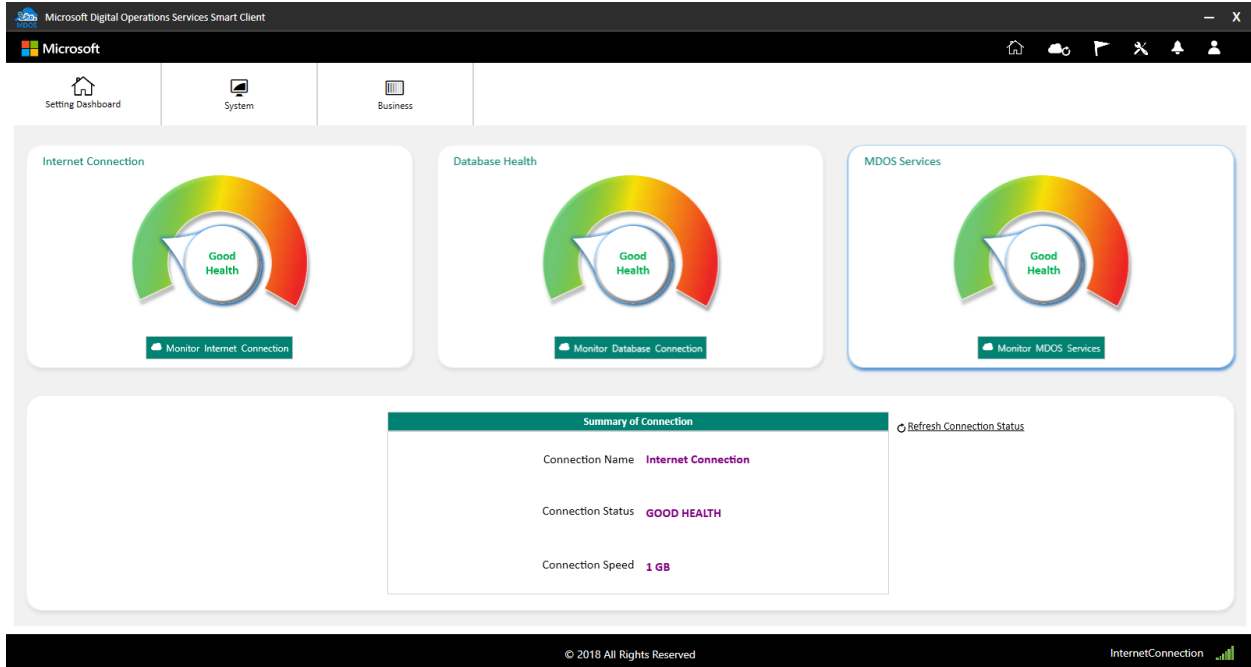 MDOS
Microsoft Digital Operations Services Smart Client
X
Microsoft
Setting Dashboard
System
Business
Internet Connection
Good
Health
Monitor Internet Connection
Database Health
Good
Health
Monitor Database Connection
MDOS Services
Good
Health
Monitor MDOS Services
Summary of Connection
Refresh Connection Status
Connection Name Internet Connection
Connection Status GOOD HEALTH
Connection Speed 1 GB
© 2018 All Rights Reserved
InternetConnection